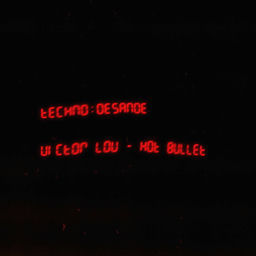 tECHNO:DESANDE
VICtOr LOU - HOt BULLEt